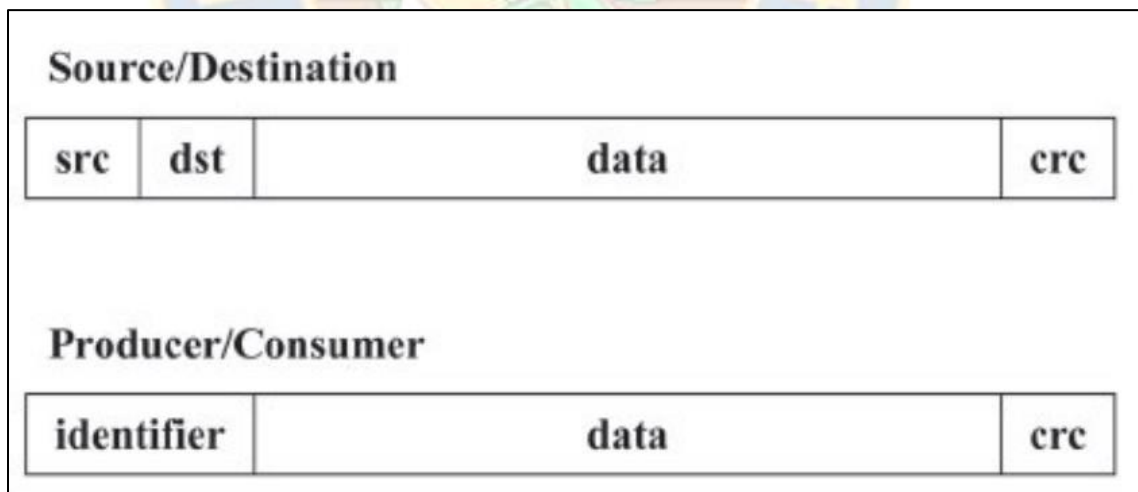 Source/Destination
src dst data crc
Producer/Consumer
identifier data crc